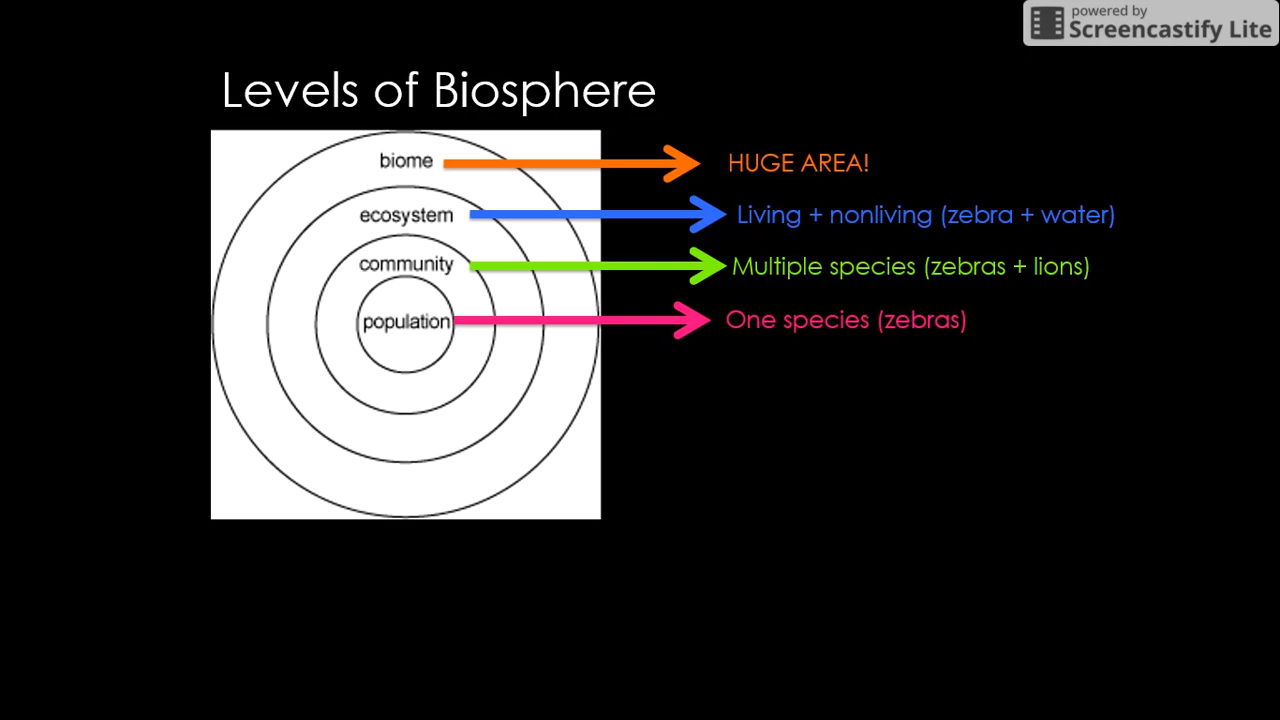 powered by
Screencastify Lite
Levels of Biosphere
biome
HUGE AREA!
ecosystem
Living + nonliving (zebra + water)
community
Multiple species (zebras + lions)
population
One species (zebras)